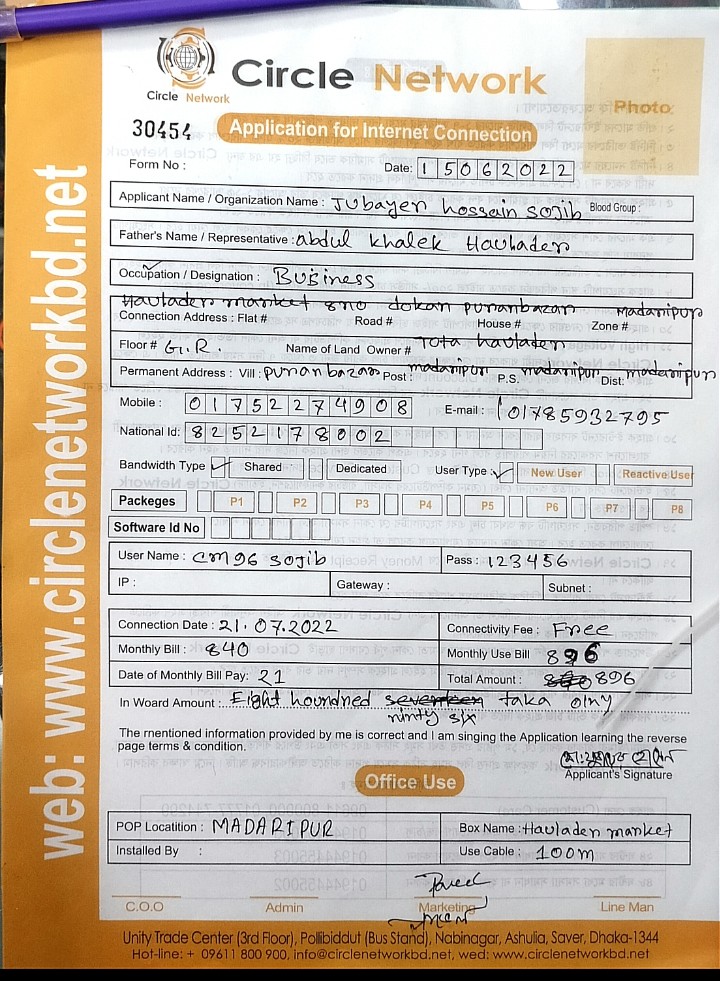 Circle Network
Circle Network
Photo
30454
Application for Internet Connection
Form No :
Date: 15062022
Applicant Name / Organization Name : Jubayer hossain sojib Blood Group :
Father's Name / Representative : abdul khalek Hauladen
Occupation / Designation : Business
Hauladen market 8no dokan puranbazar madaripur
Connection Address : Flat # Road # House # Zone #
Floor # G.R. Name of Land Owner # Tota hauladen
Permanent Address : Vill : puranbazar Post : madaripur P.S. madaripur Dist: madaripur
Mobile : 01752274908 E-mail : 01785932795
National Id: 8252178002
Bandwidth Type Shared Dedicated User Type : New User Reactive User
Packeges P1 P2 P3 P4 P5 P6 P7 P8
Software Id No
User Name : cm96 sojib Pass : 123456
IP : Gateway : Subnet :
Connection Date : 21.07.2022 Connectivity Fee : Free
Monthly Bill : 840 Monthly Use Bill 896
Date of Monthly Bill Pay: 21 Total Amount : 896
In Woard Amount : Eight houndred seventeen taka olny
ninty six
The rnentioned information provided by me is correct and I am singing the Application learning the reverse
page terms & condition.
Applicant's Signature
Office Use
POP Locatition : MADARIPUR Box Name : Hauladen market
Installed By : Use Cable : 100m
C.O.O Admin Marketing Line Man
Unity Trade Center (3rd Floor), Pollibiddut (Bus Stand), Nabinagar, Ashulia, Saver, Dhaka-1344
Hot-line: + 09611 800 900, info@circlenetworkbd.net, wed: www.circlenetworkbd.net
web: www.circlenetworkbd.net